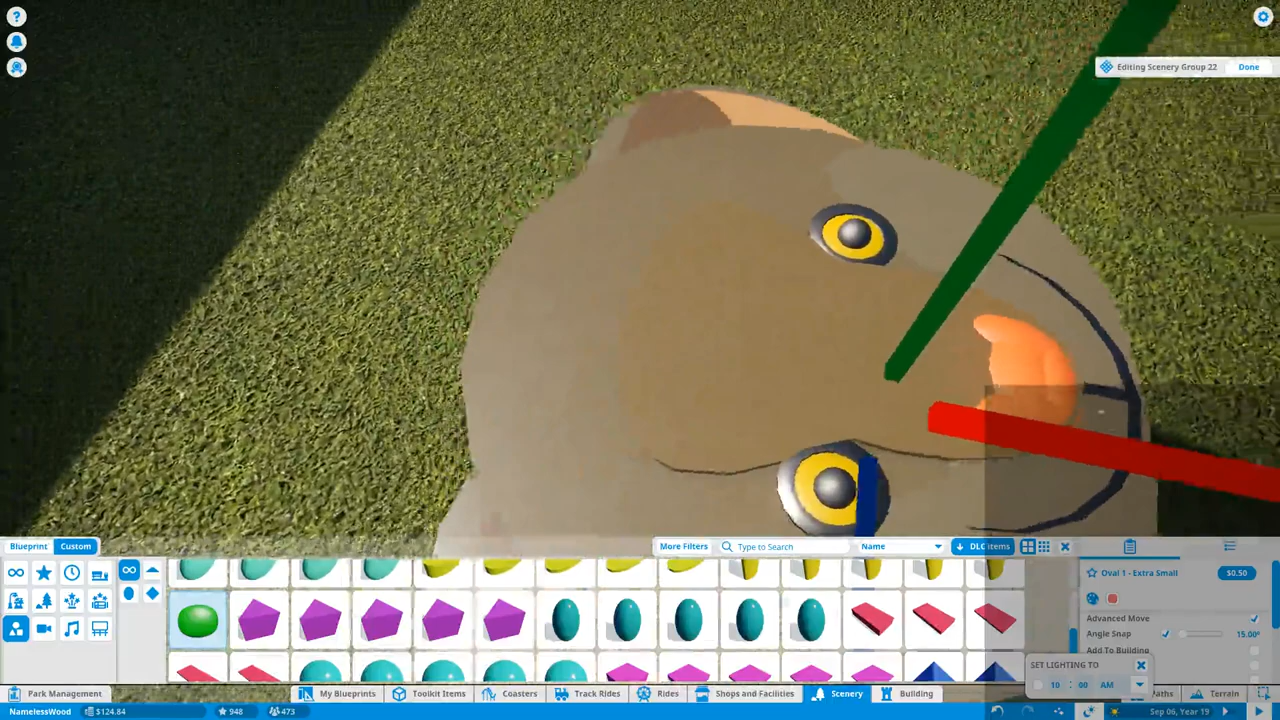 ?
Editing Scenery Group 22 Done
Blueprint Custom More Filters Type to Search Name DLC items
Oval 1 - Extra Small $0.50
Advanced Move
Angle Snap 15.00°
Add To Building
SET LIGHTING TO
10 : 00 AM
Park Management My Blueprints Toolkit Items Coasters Track Rides Rides Shops and Facilities Scenery Building Paths Terrain
NamelessWood $124.84 948 473 Sep 06, Year 19